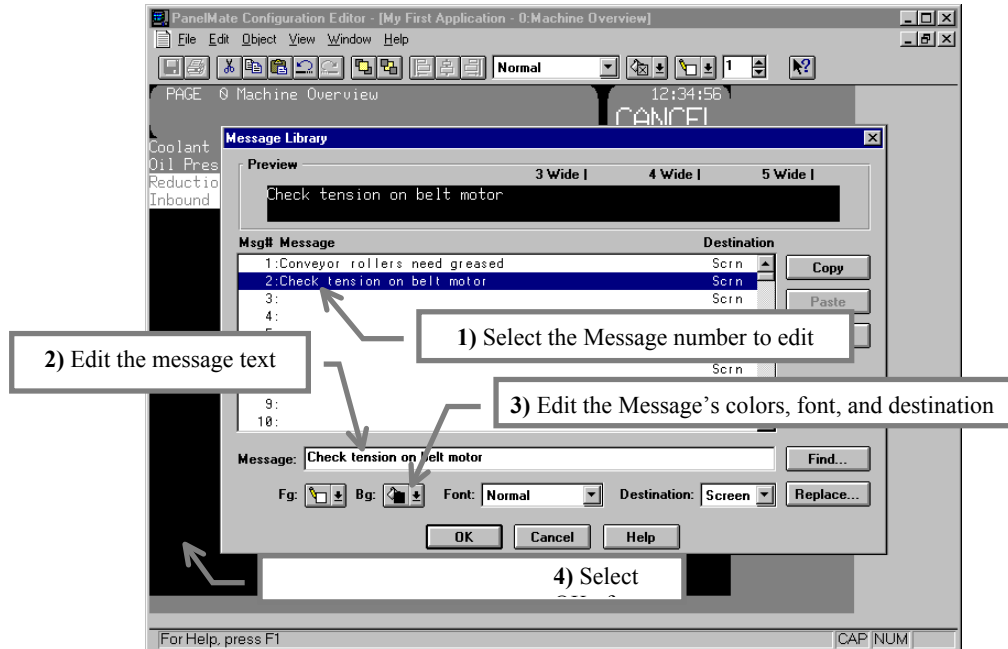 PanelMate Configuration Editor - [My First Application - 0:Machine Overview]
File Edit Object View Window Help
Normal
1
PAGE 0 Machine Overview
12:34:56
CANCEL
Coolant
Oil Pres
Reductio
Inbound
Message Library
Preview
3 Wide | 4 Wide | 5 Wide |
Check tension on belt motor
Msg# Message Destination
1:Conveyor rollers need greased Scrn
2:Check tension on belt motor Scrn
3: Scrn
4:
Copy
Paste
1) Select the Message number to edit
2) Edit the message text
Scrn
3) Edit the Message's colors, font, and destination
9:
10:
Message: Check tension on belt motor
Find...
Fg: Bg: Font: Normal Destination: Screen Replace...
OK Cancel Help
4) Select
For Help, press F1
CAP NUM